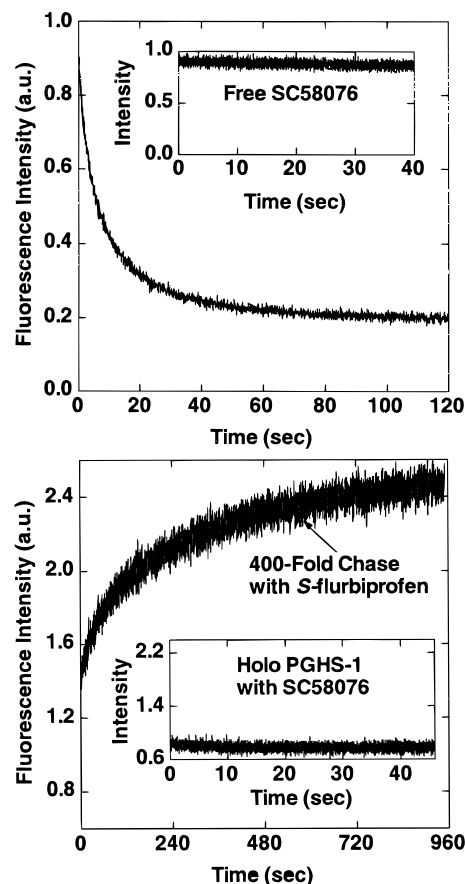 Fluorescence Intensity (a.u.)
1.0
0.8
0.6
0.4
0.2
0.0
0 20 40 60 80 100 120
Time (sec)
Intensity
1.0
0.5
0.0
Free SC58076
0 10 20 30 40
Time (sec)
Fluorescence Intensity (a.u.)
2.4
2.0
1.6
1.2
0.8
400-Fold Chase
with S-flurbiprofen
Intensity
2.2
1.4
0.6
Holo PGHS-1
with SC58076
0 10 20 30 40
Time (sec)
0 240 480 720 960
Time (sec)